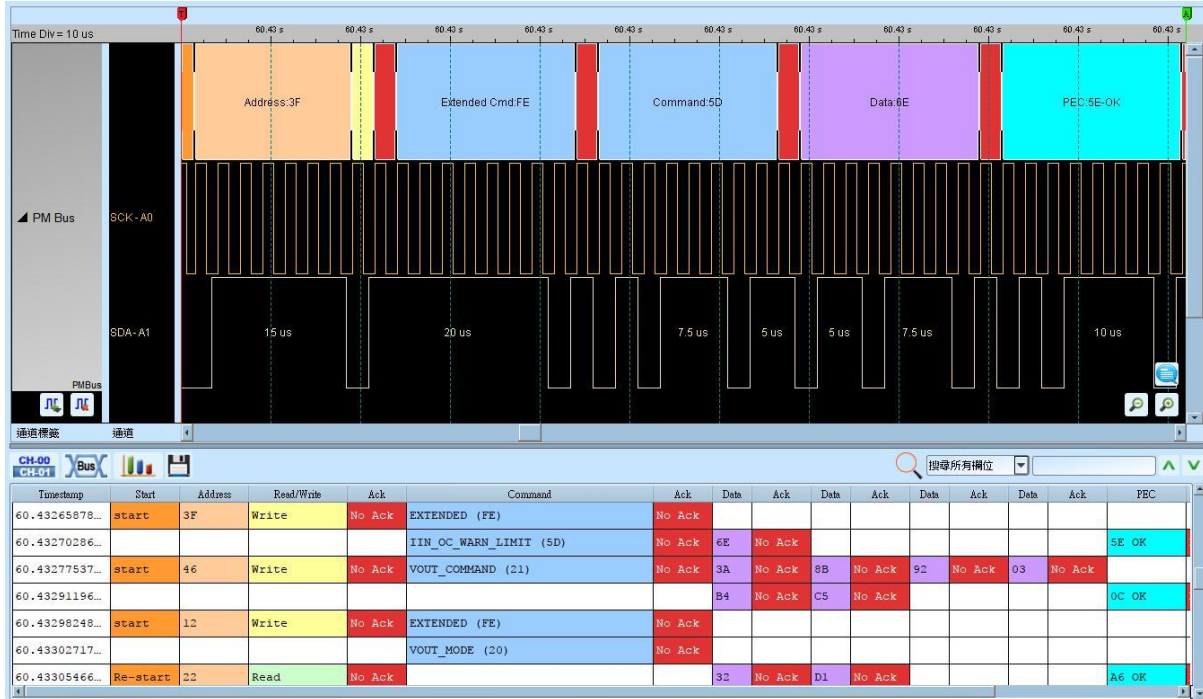 T
A
Time Div = 10 us
60.43 s 60.43 s 60.43 s 60.43 s 60.43 s 60.43 s 60.43 s 60.43 s 60.43 s 60.43 s 60.43 s
Address:3F Extended Cmd:FE Command:5D Data:6E PEC:5E-OK
PM Bus SCK-A0
SDA-A1 15 us 20 us 7.5 us 5 us 5 us 7.5 us 10 us
PMBus
通道標籤 通道
CH-00
CH-01
Bus
搜尋所有欄位
Timestamp Start Address Read/Write Ack Command Ack Data Ack Data Ack Data Ack Data Ack PEC
60.43265878... start 3F Write No Ack EXTENDED (FE) No Ack
60.43270286... IIN_OC_WARN_LIMIT (5D) No Ack 6E No Ack 5E OK
60.43277537... start 46 Write No Ack VOUT_COMMAND (21) No Ack 3A No Ack 8B No Ack 92 No Ack 03 No Ack
60.43291196... B4 No Ack C5 No Ack 0C OK
60.43298248... start 12 Write No Ack EXTENDED (FE) No Ack
60.43302717... VOUT_MODE (20) No Ack
60.43305466... Re-start 22 Read No Ack 32 No Ack D1 No Ack A6 OK